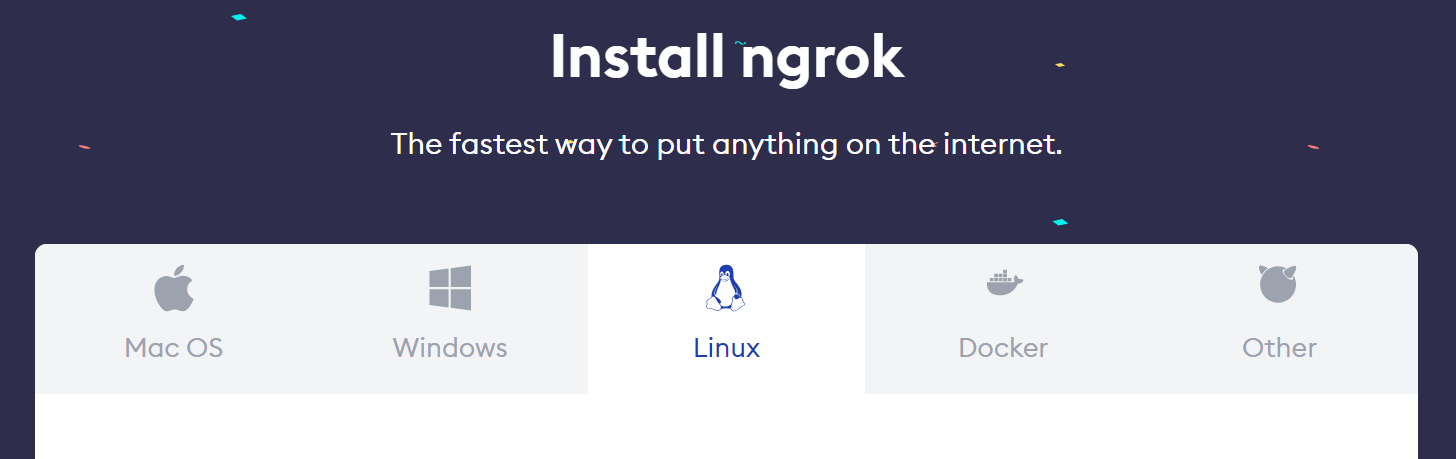 Install ngrok
The fastest way to put anything on the internet.
Mac OS Windows Linux Docker Other